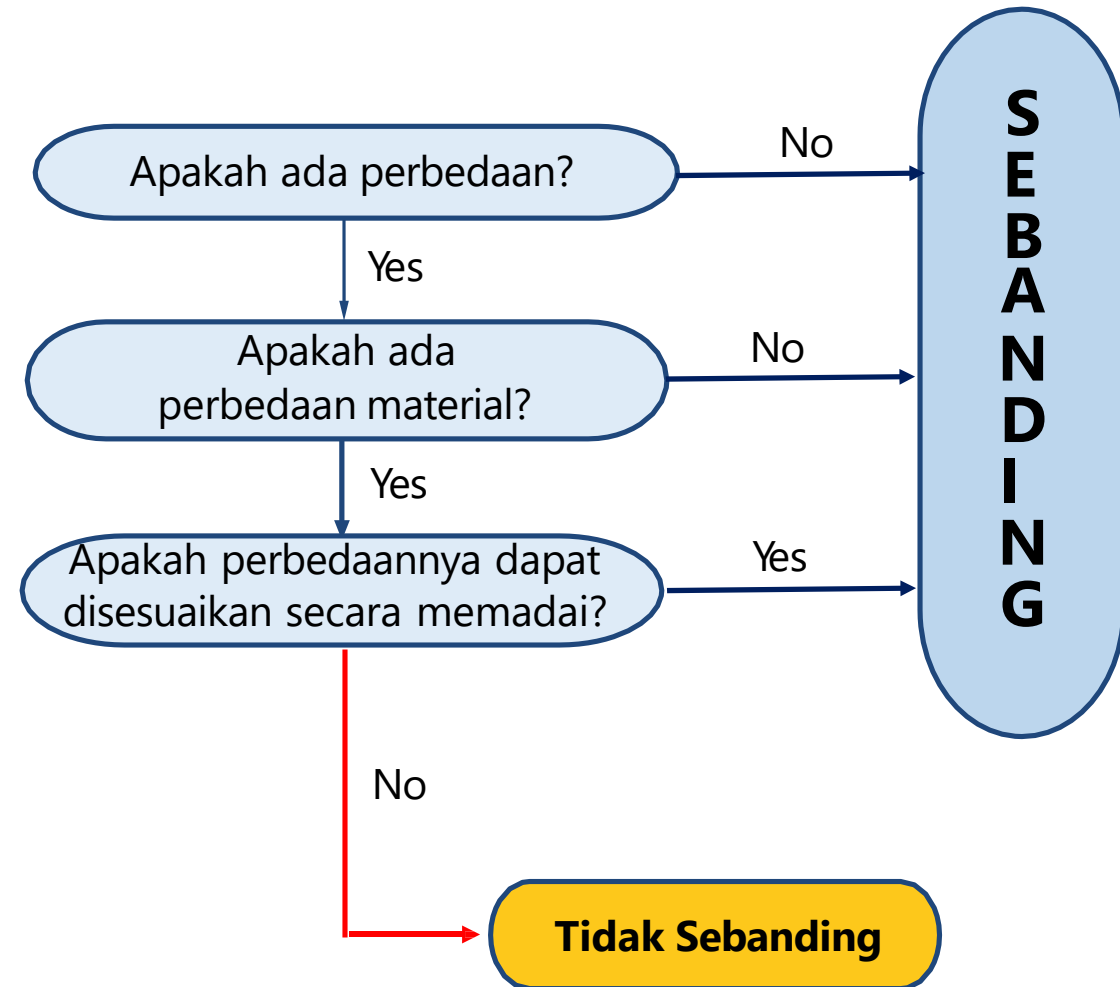 Apakah ada perbedaan?
No
Yes
Apakah ada
perbedaan material?
No
Yes
Apakah perbedaannya dapat
disesuaikan secara memadai?
Yes
No
Tidak Sebanding
S
E
B
A
N
D
I
N
G